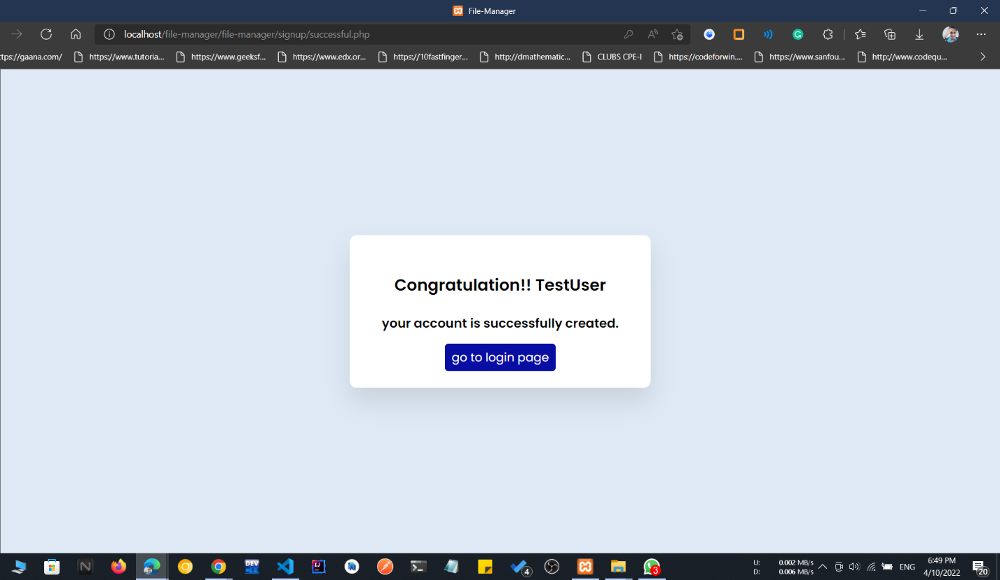 File-Manager
localhost/file-manager/file-manager/signup/successful.php
ttps://gaana.com/ https://www.tutoria... https://www.geeksf... https://www.edx.or... https://10fastfinger... http://dmathematic... CLUBS CPE-I https://codeforwin.... https://www.sanfou... http://www.codequ...
Congratulation!! TestUser
your account is successfully created.
go to login page
U: 0.002 MB/s
D: 0.006 MB/s
ENG
6:49 PM
4/10/2022
20
DEV
IJ
4
3